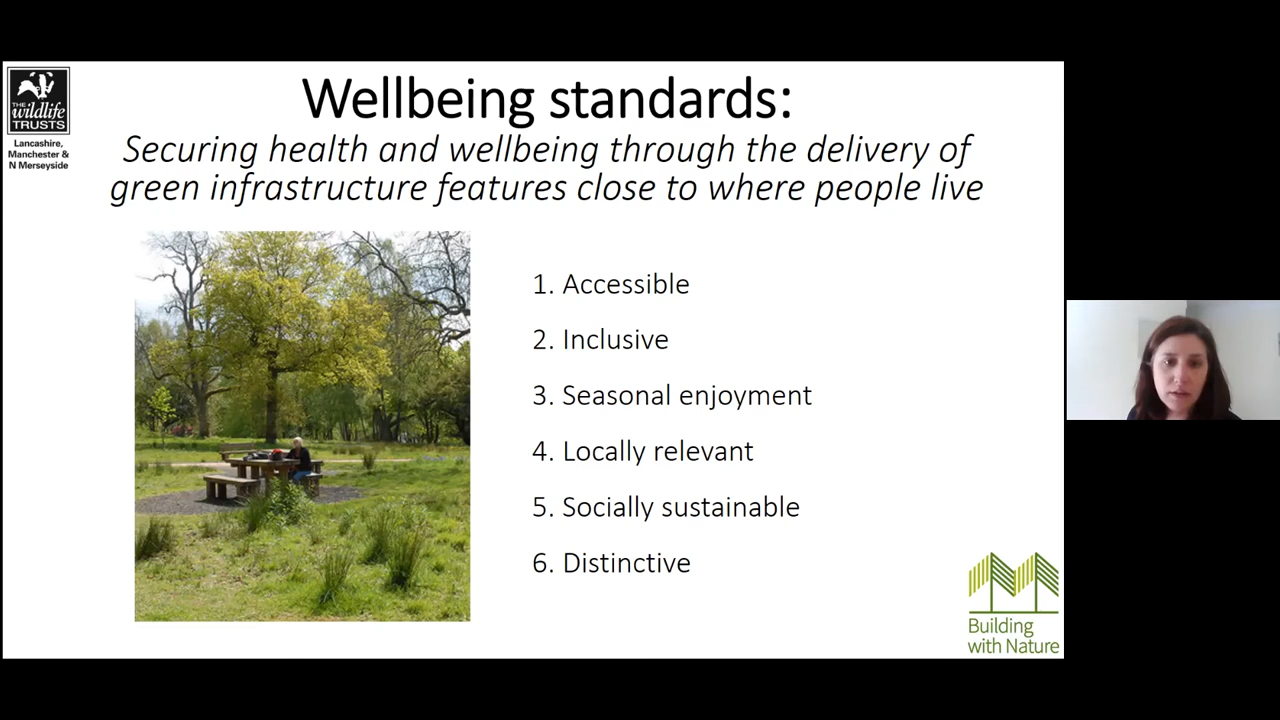 THE
wildlife
TRUSTS
Lancashire,
Manchester &
N Merseyside
Wellbeing standards:
Securing health and wellbeing through the delivery of
green infrastructure features close to where people live
1. Accessible
2. Inclusive
3. Seasonal enjoyment
4. Locally relevant
5. Socially sustainable
6. Distinctive
Building
with Nature